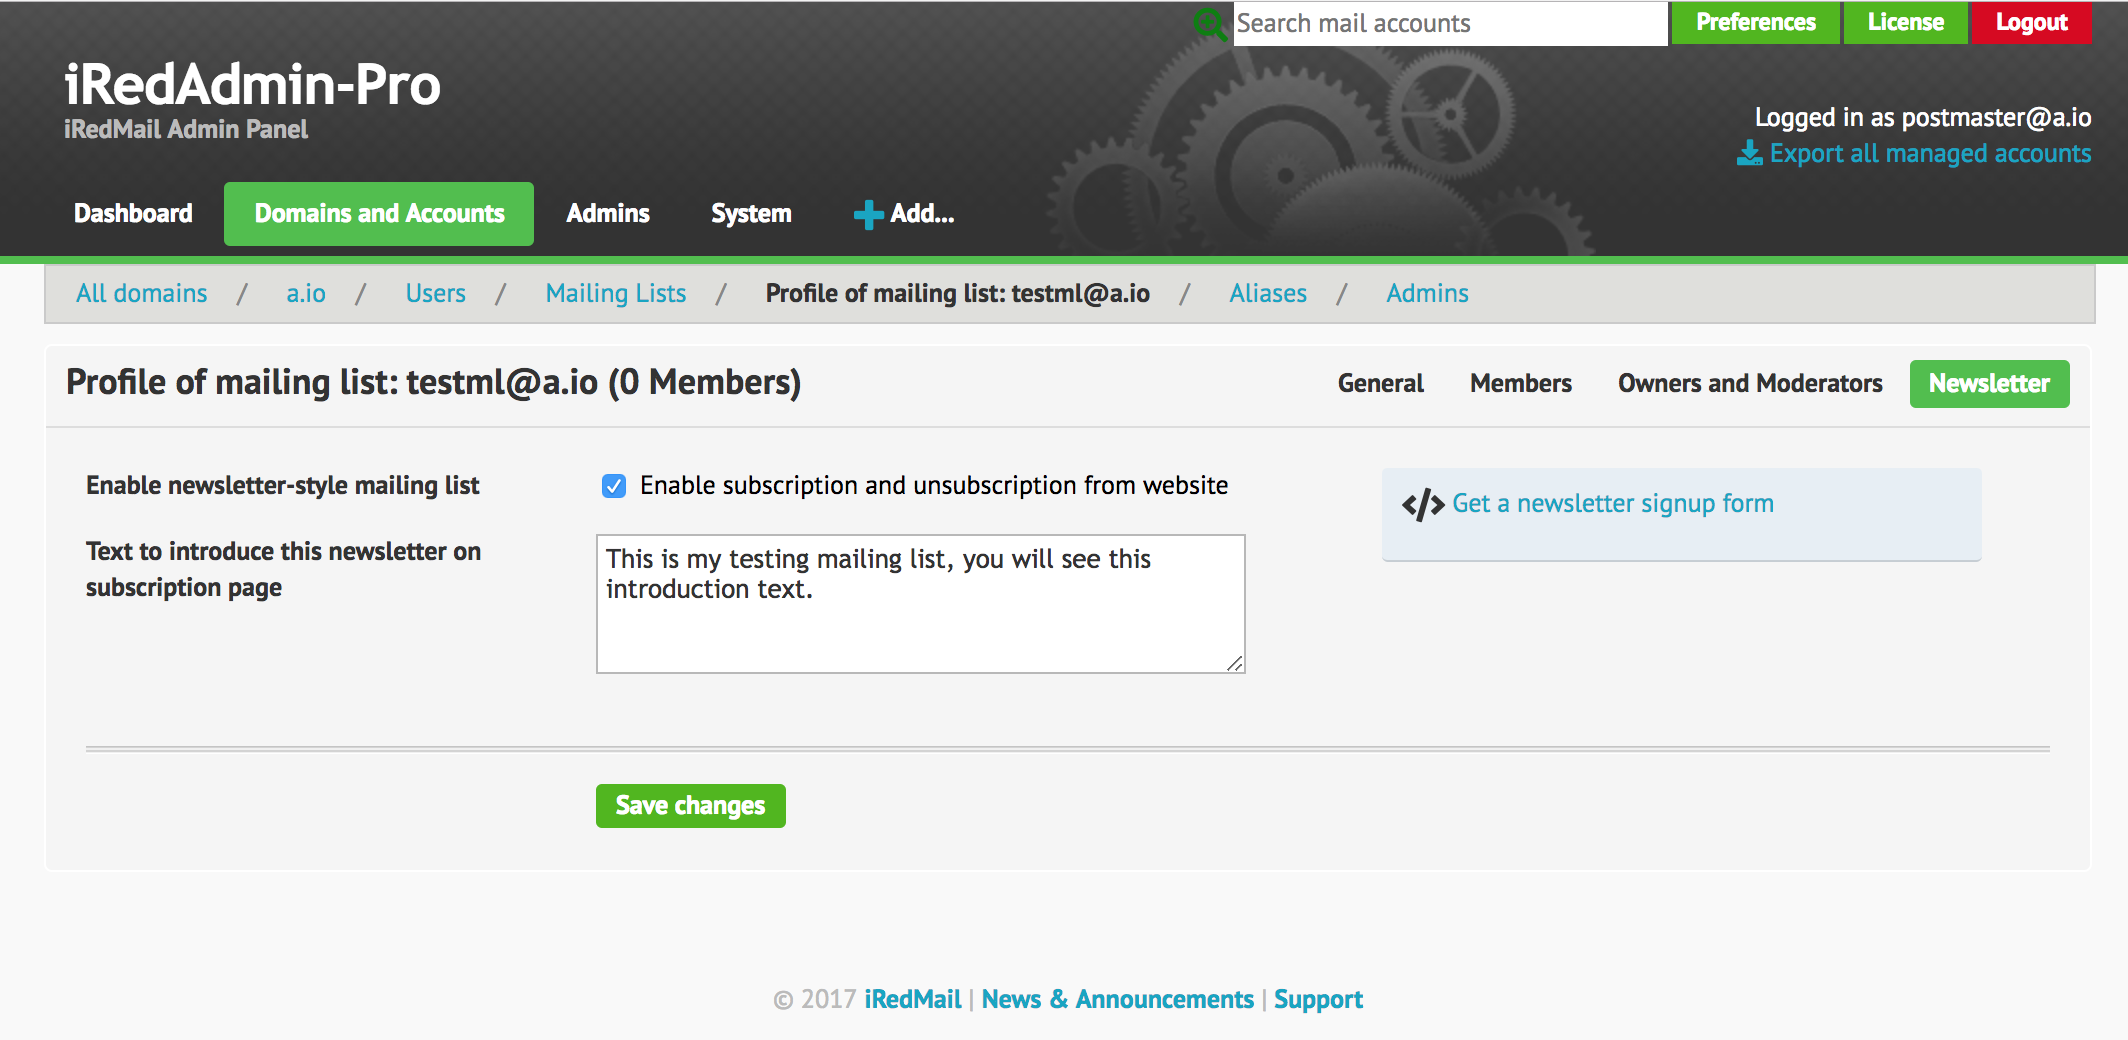 Search mail accounts Preferences License Logout
iRedAdmin-Pro
iRedMail Admin Panel
Logged in as postmaster@a.io
Export all managed accounts
Dashboard Domains and Accounts Admins System Add...
All domains / a.io / Users / Mailing Lists / Profile of mailing list: testml@a.io / Aliases / Admins
Profile of mailing list: testml@a.io (0 Members) General Members Owners and Moderators Newsletter
Enable newsletter-style mailing list Enable subscription and unsubscription from website
</> Get a newsletter signup form
Text to introduce this newsletter on
subscription page
This is my testing mailing list, you will see this
introduction text.
Save changes
© 2017 iRedMail | News & Announcements | Support